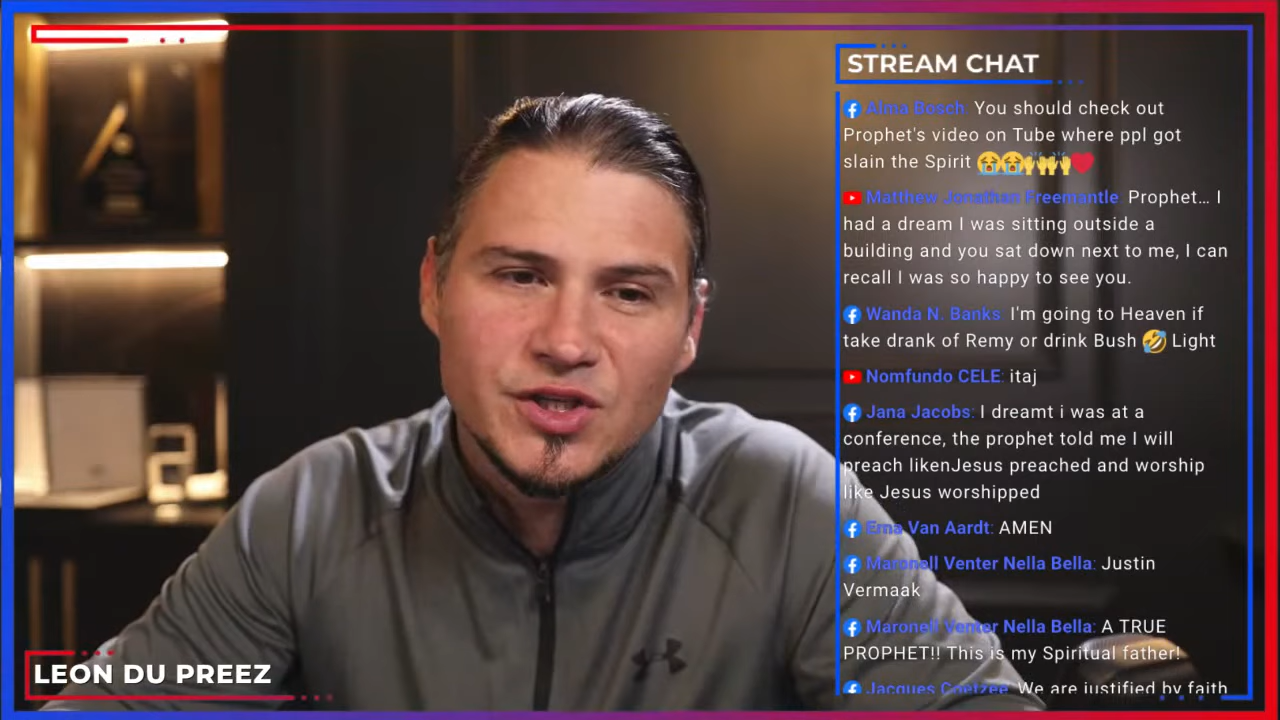 STREAM CHAT
Alma Bosch: You should check out
Prophet's video on Tube where ppl got
slain the Spirit 😭😭🙌🙌❤️
Matthew Jonathan Freemantle: Prophet... I
had a dream I was sitting outside a
building and you sat down next to me, I can
recall I was so happy to see you.
Wanda N. Banks: I'm going to Heaven if
take drank of Remy or drink Bush 🤣 Light
Nomfundo CELE: itaj
Jana Jacobs: I dreamt i was at a
conference, the prophet told me I will
preach likenJesus preached and worship
like Jesus worshipped
Erna Van Aardt: AMEN
Maronell Venter Nella Bella: Justin
Vermaak
Maronell Venter Nella Bella: A TRUE
PROPHET!! This is my Spiritual father!
Jacques Coetzee: We are justified by faith
LEON DU PREEZ